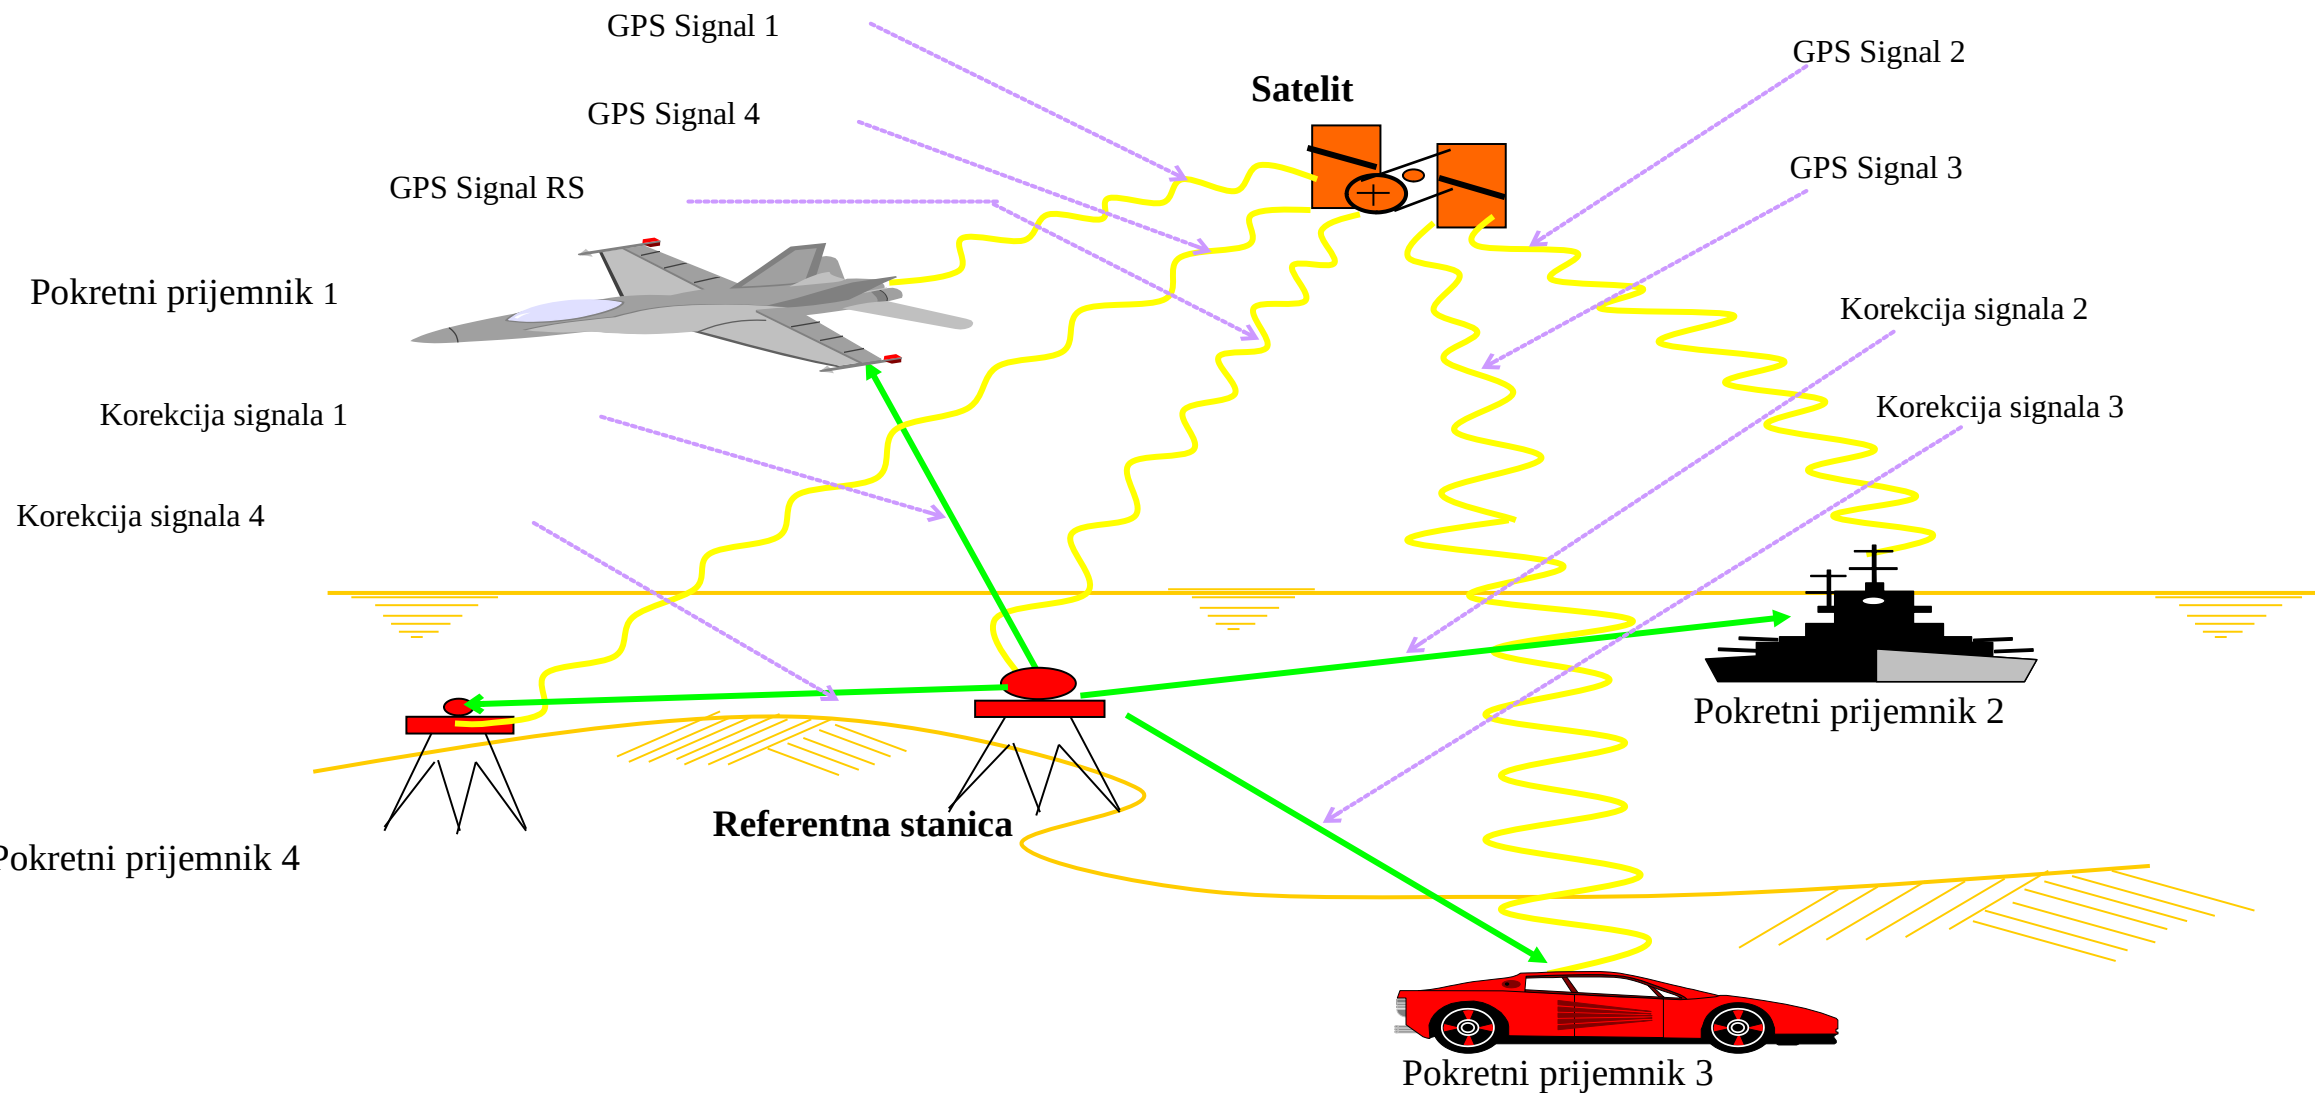 GPS Signal 1
GPS Signal 2
Satelit
GPS Signal 4
GPS Signal 3
GPS Signal RS
Pokretni prijemnik 1
Korekcija signala 2
Korekcija signala 1
Korekcija signala 3
Korekcija signala 4
Pokretni prijemnik 2
Referentna stanica
Pokretni prijemnik 4
Pokretni prijemnik 3